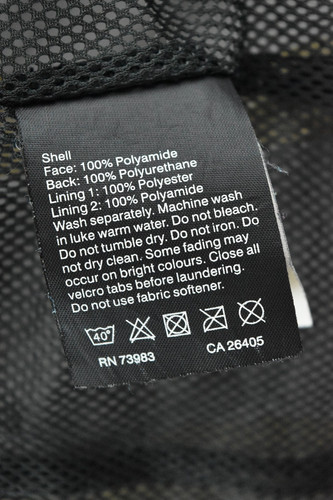 Shell
Face: 100% Polyamide
Back: 100% Polyurethane
Lining 1: 100% Polyester
Lining 2: 100% Polyamide
Wash separately. Machine wash
in luke warm water. Do not bleach.
Do not tumble dry. Do not iron. Do
not dry clean. Some fading may
occur on bright colours. Close all
velcro tabs before laundering.
Do not use fabric softener.
40°
RN 73983 CA 26405